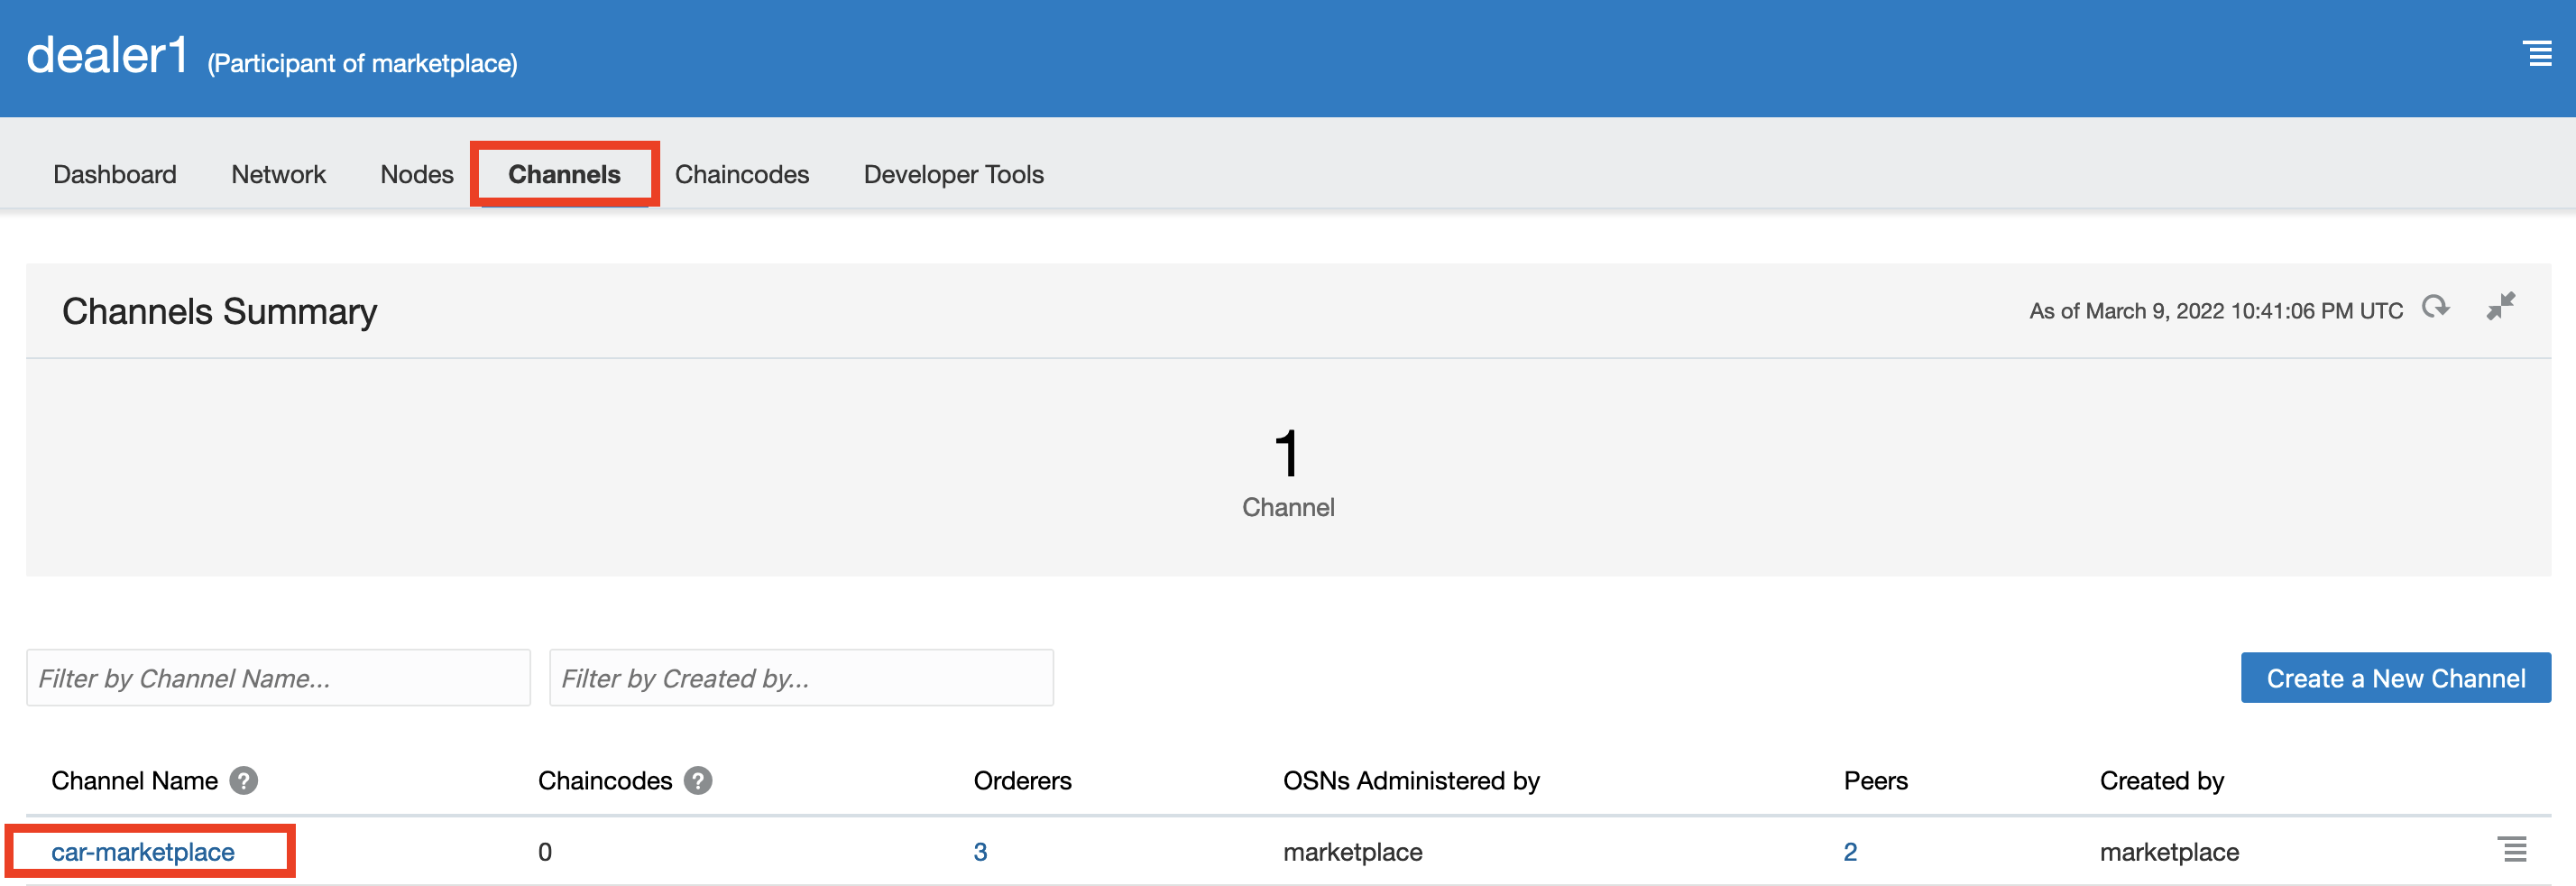 dealer1 (Participant of marketplace)
Dashboard Network Nodes Channels Chaincodes Developer Tools
Channels Summary As of March 9, 2022 10:41:06 PM UTC
1
Channel
Filter by Channel Name... Filter by Created by... Create a New Channel
Channel Name ? Chaincodes ? Orderers OSNs Administered by Peers Created by
car-marketplace 0 3 marketplace 2 marketplace